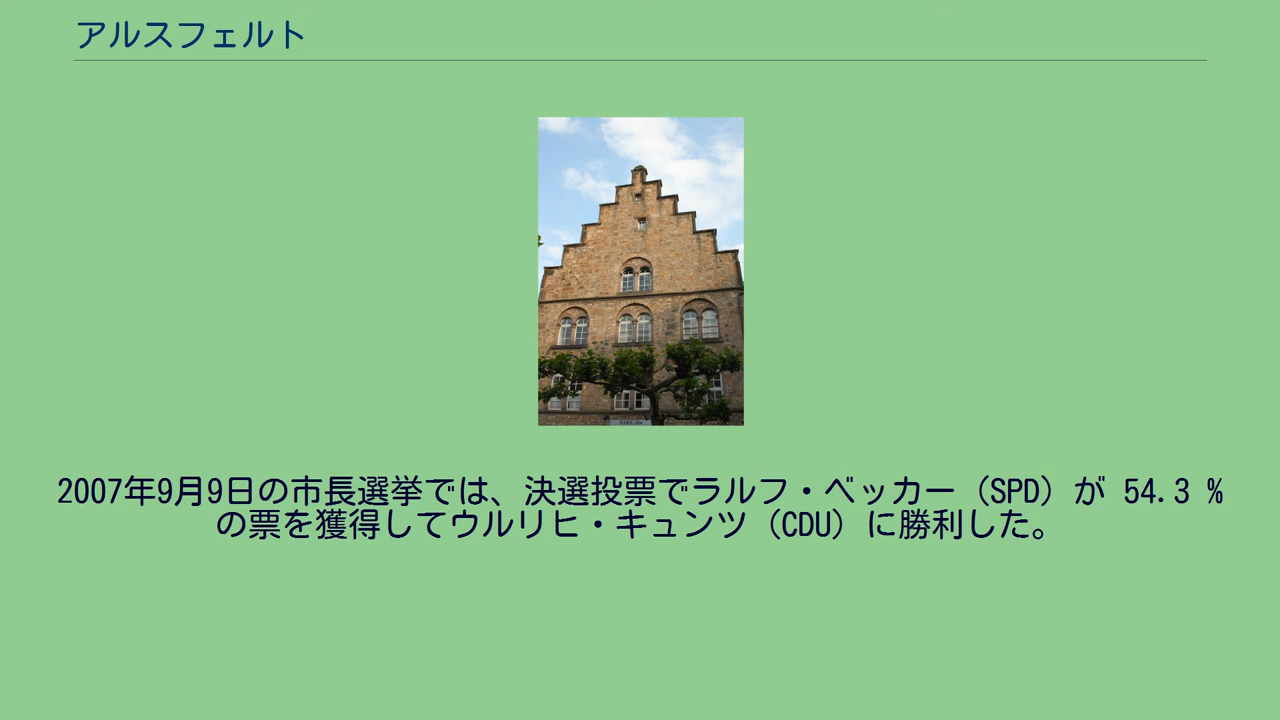 アルスフェルト
2007年9月9日の市長選挙では、決選投票でラルフ・ベッカー（SPD）が 54.3 %
の票を獲得してウルリヒ・キュンツ（CDU）に勝利した。